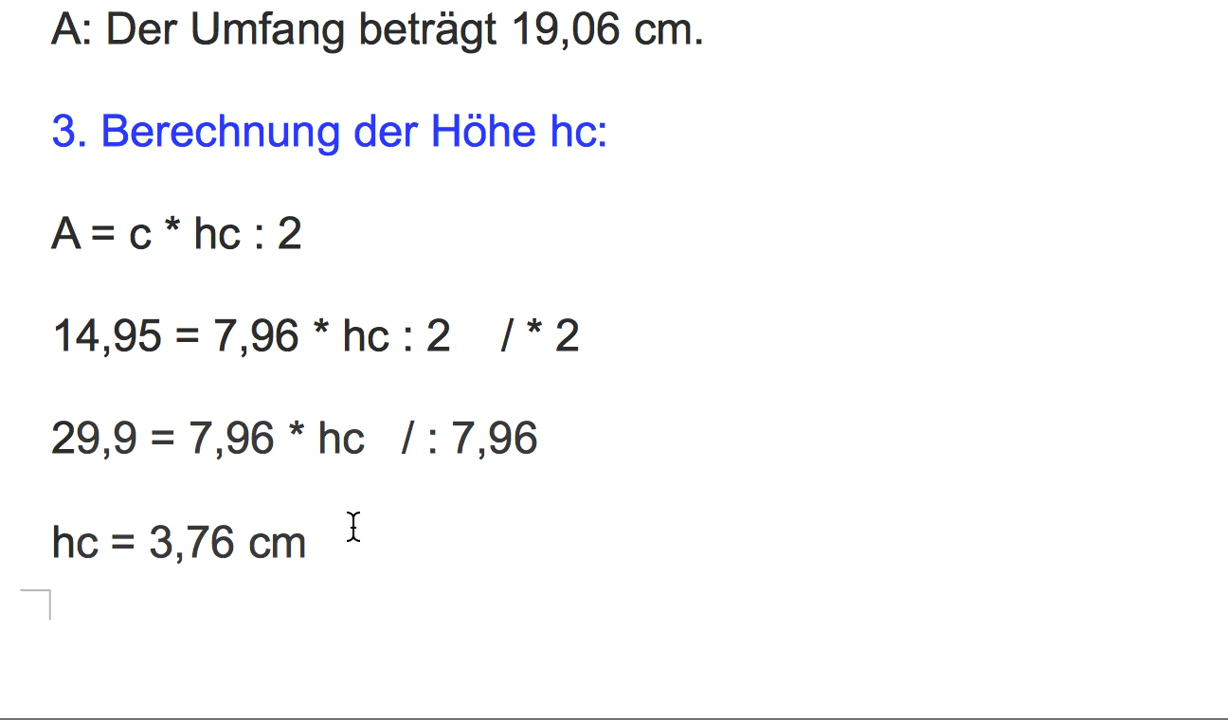 A: Der Umfang beträgt 19,06 cm.
3. Berechnung der Höhe hc:
A = c * hc : 2
14,95 = 7,96 * hc : 2 / * 2
29,9 = 7,96 * hc / : 7,96
hc = 3,76 cm